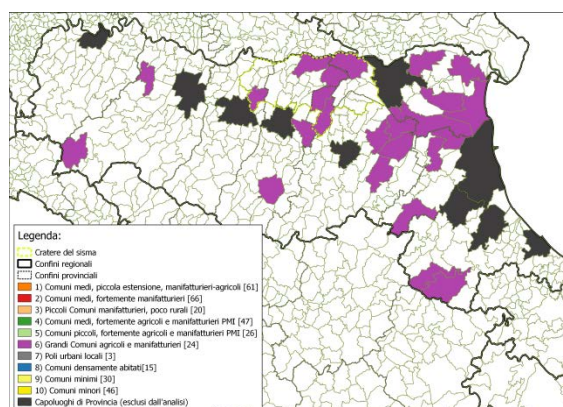 Legenda:
Cratere del sisma
Confini regionali
Confini provinciali
1) Comuni medi, piccola estensione, manifatturieri-agricoli [61]
2) Comuni medi, fortemente manifatturieri [66]
3) Piccoli Comuni manifatturieri, poco rurali [20]
4) Comuni medi, fortemente agricoli e manifatturieri PMI [47]
5) Comuni piccoli, fortemente agricoli e manifatturieri PMI [26]
6) Grandi Comuni agricoli e manifatturieri [24]
7) Poli urbani locali [3]
8) Comuni densamente abitati[15]
9) Comuni minimi [30]
10) Comuni minori [46]
Capoluoghi di Provincia (esclusi dall'analisi)